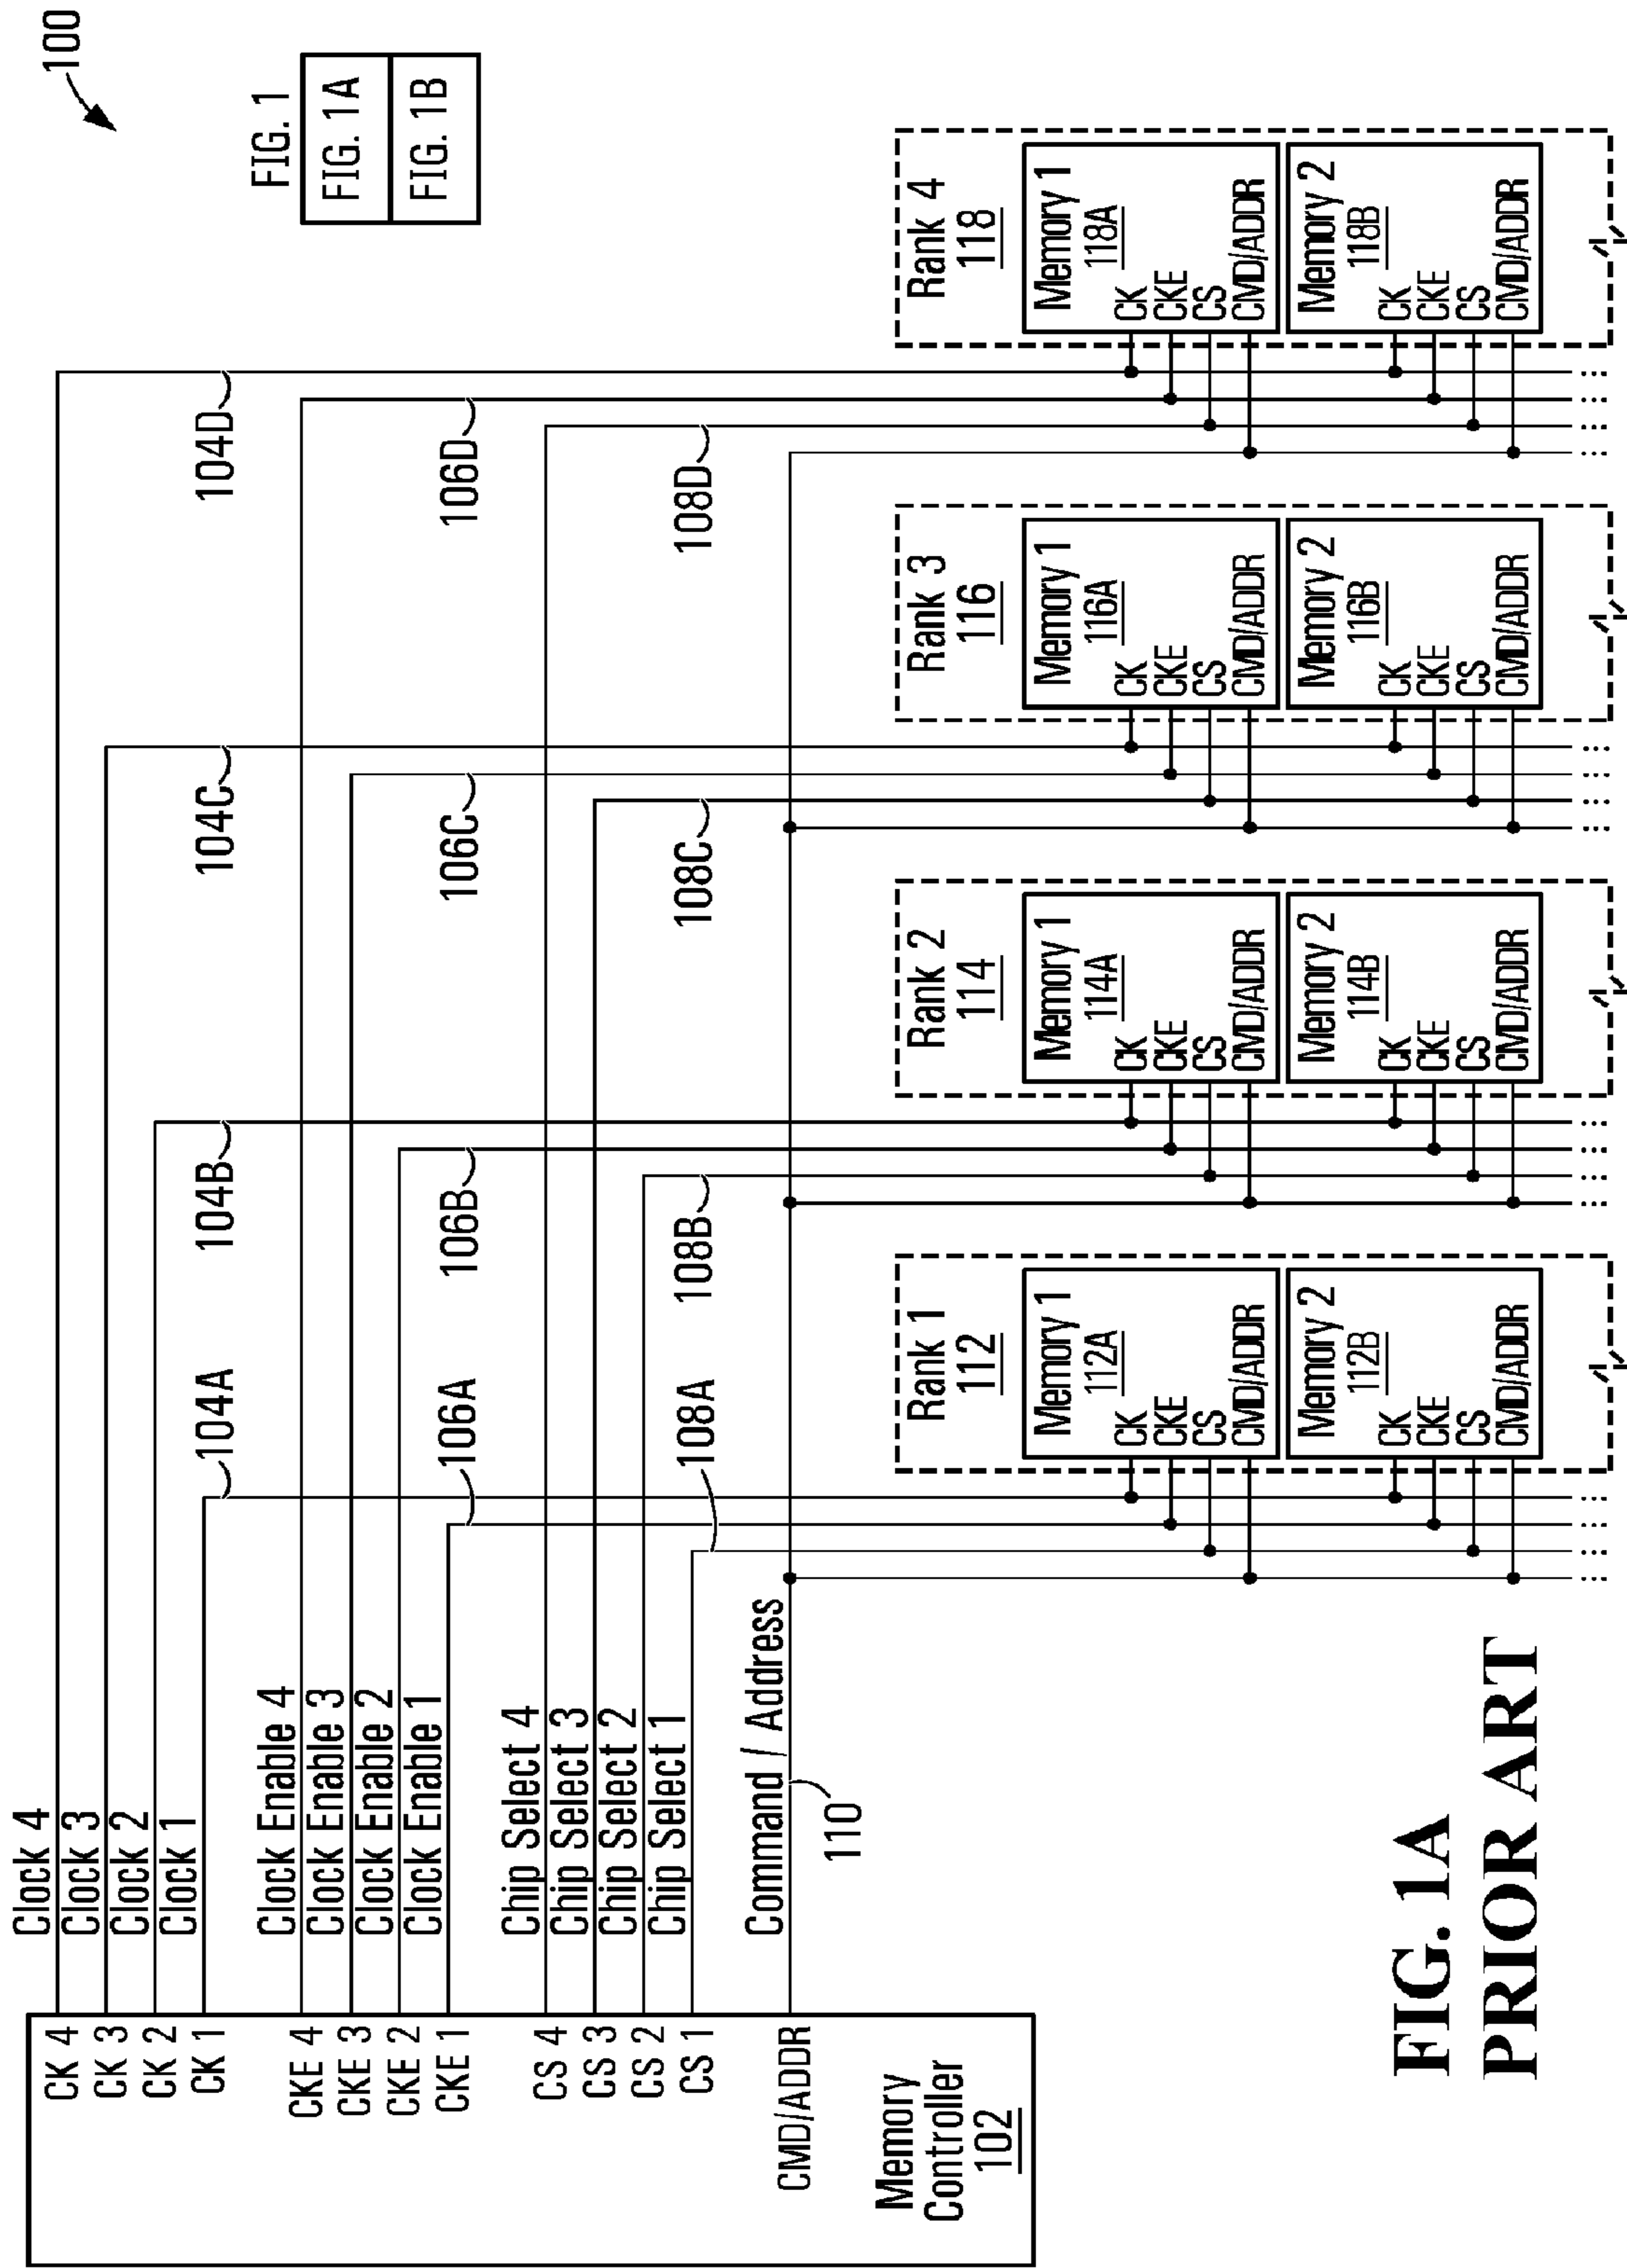 100
FIG. 1
FIG. 1A
FIG. 1B
Clock 4
Clock 3
Clock 2
Clock 1
Clock Enable 4
Clock Enable 3
Clock Enable 2
Clock Enable 1
Chip Select 4
Chip Select 3
Chip Select 2
Chip Select 1
Command / Address
110
CK 4
CK 3
CK 2
CK 1
CKE 4
CKE 3
CKE 2
CKE 1
CS 4
CS 3
CS 2
CS 1
CMD/ADDR
Memory
Controller
102
104A
104B
104C
104D
106A
106B
106C
106D
108A
108B
108C
108D
Rank 1
112
Memory 1
112A
CK
CKE
CS
CMD/ADDR
Memory 2
112B
CK
CKE
CS
CMD/ADDR
...
...
...
...
Rank 2
114
Memory 1
114A
CK
CKE
CS
CMD/ADDR
Memory 2
114B
CK
CKE
CS
CMD/ADDR
...
...
...
...
Rank 3
116
Memory 1
116A
CK
CKE
CS
CMD/ADDR
Memory 2
116B
CK
CKE
CS
CMD/ADDR
...
...
...
...
Rank 4
118
Memory 1
118A
CK
CKE
CS
CMD/ADDR
Memory 2
118B
CK
CKE
CS
CMD/ADDR
...
...
...
...
FIG. 1A
PRIOR ART